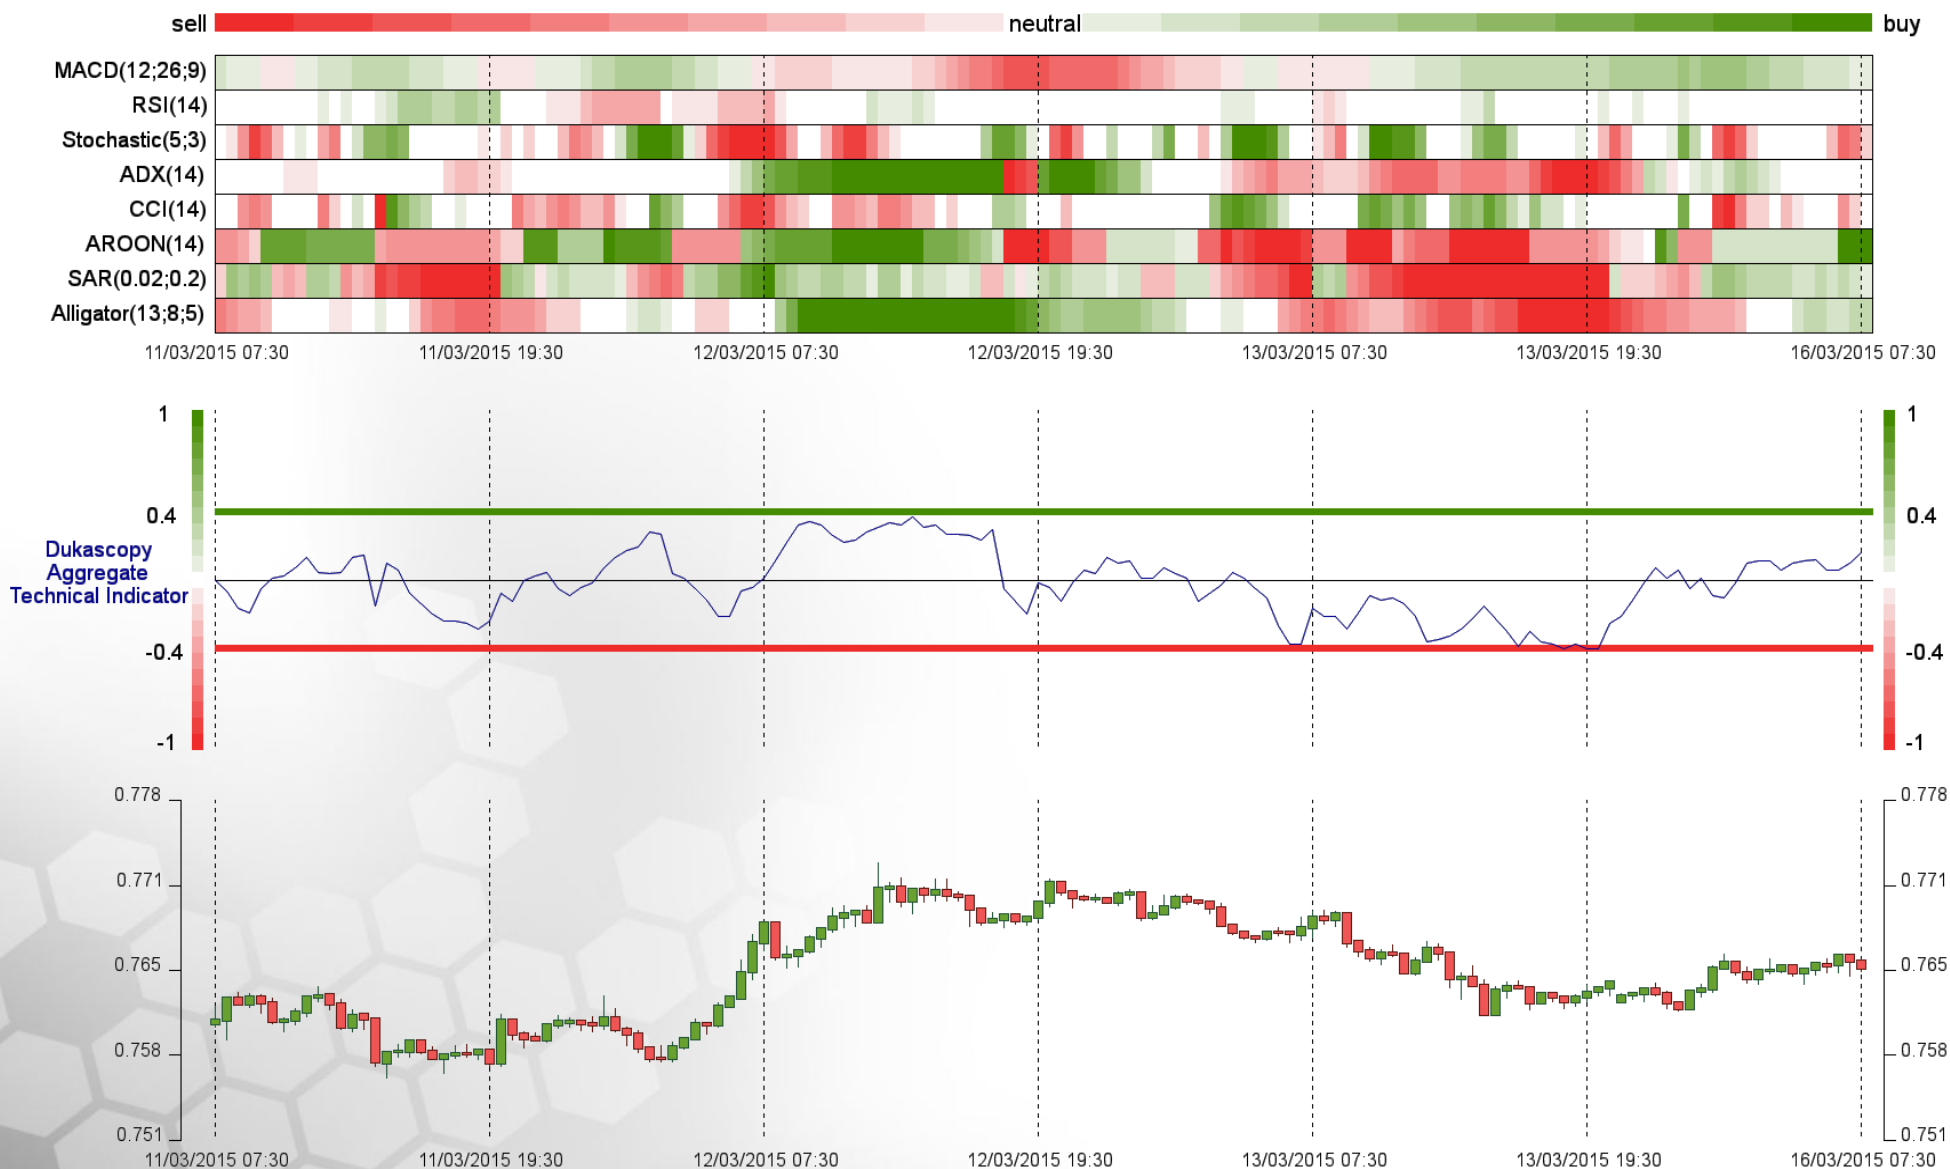 sell neutral buy
MACD(12;26;9)
RSI(14)
Stochastic(5;3)
ADX(14)
CCI(14)
AROON(14)
SAR(0.02;0.2)
Alligator(13;8;5)
11/03/2015 07:30 11/03/2015 19:30 12/03/2015 07:30 12/03/2015 19:30 13/03/2015 07:30 13/03/2015 19:30 16/03/2015 07:30
1 1
0.4 0.4
Dukascopy
Aggregate
Technical Indicator
-0.4 -0.4
-1 -1
0.778 0.778
0.771 0.771
0.765 0.765
0.758 0.758
0.751 0.751
11/03/2015 07:30 11/03/2015 19:30 12/03/2015 07:30 12/03/2015 19:30 13/03/2015 07:30 13/03/2015 19:30 16/03/2015 07:30